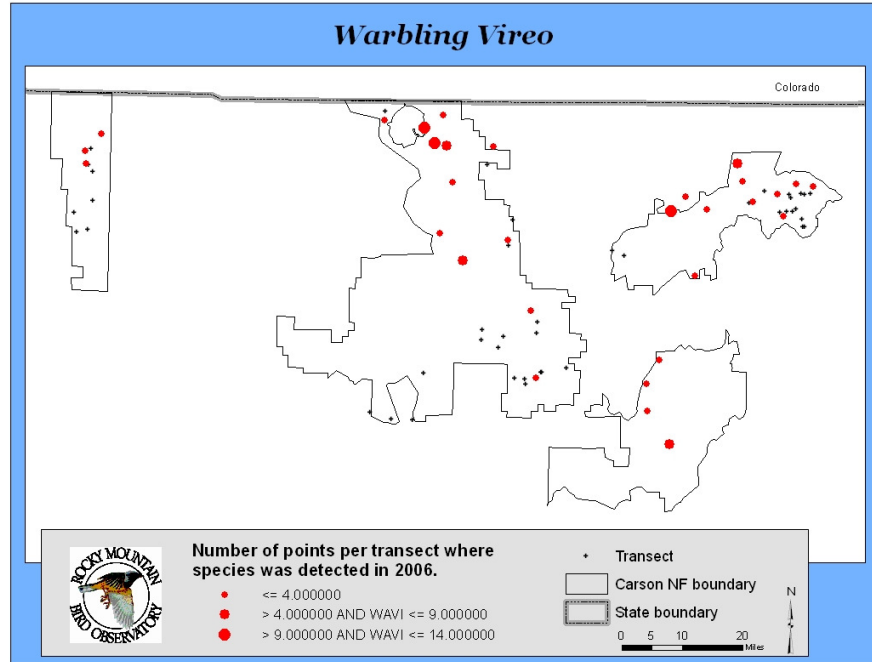 Warbling Vireo
Colorado
ROCKY MOUNTAIN
BIRD OBSERVATORY
Number of points per transect where
species was detected in 2006.
<= 4.000000
> 4.000000 AND WAVI <= 9.000000
> 9.000000 AND WAVI <= 14.000000
Transect
Carson NF boundary
State boundary
N
0 5 10 20
Miles